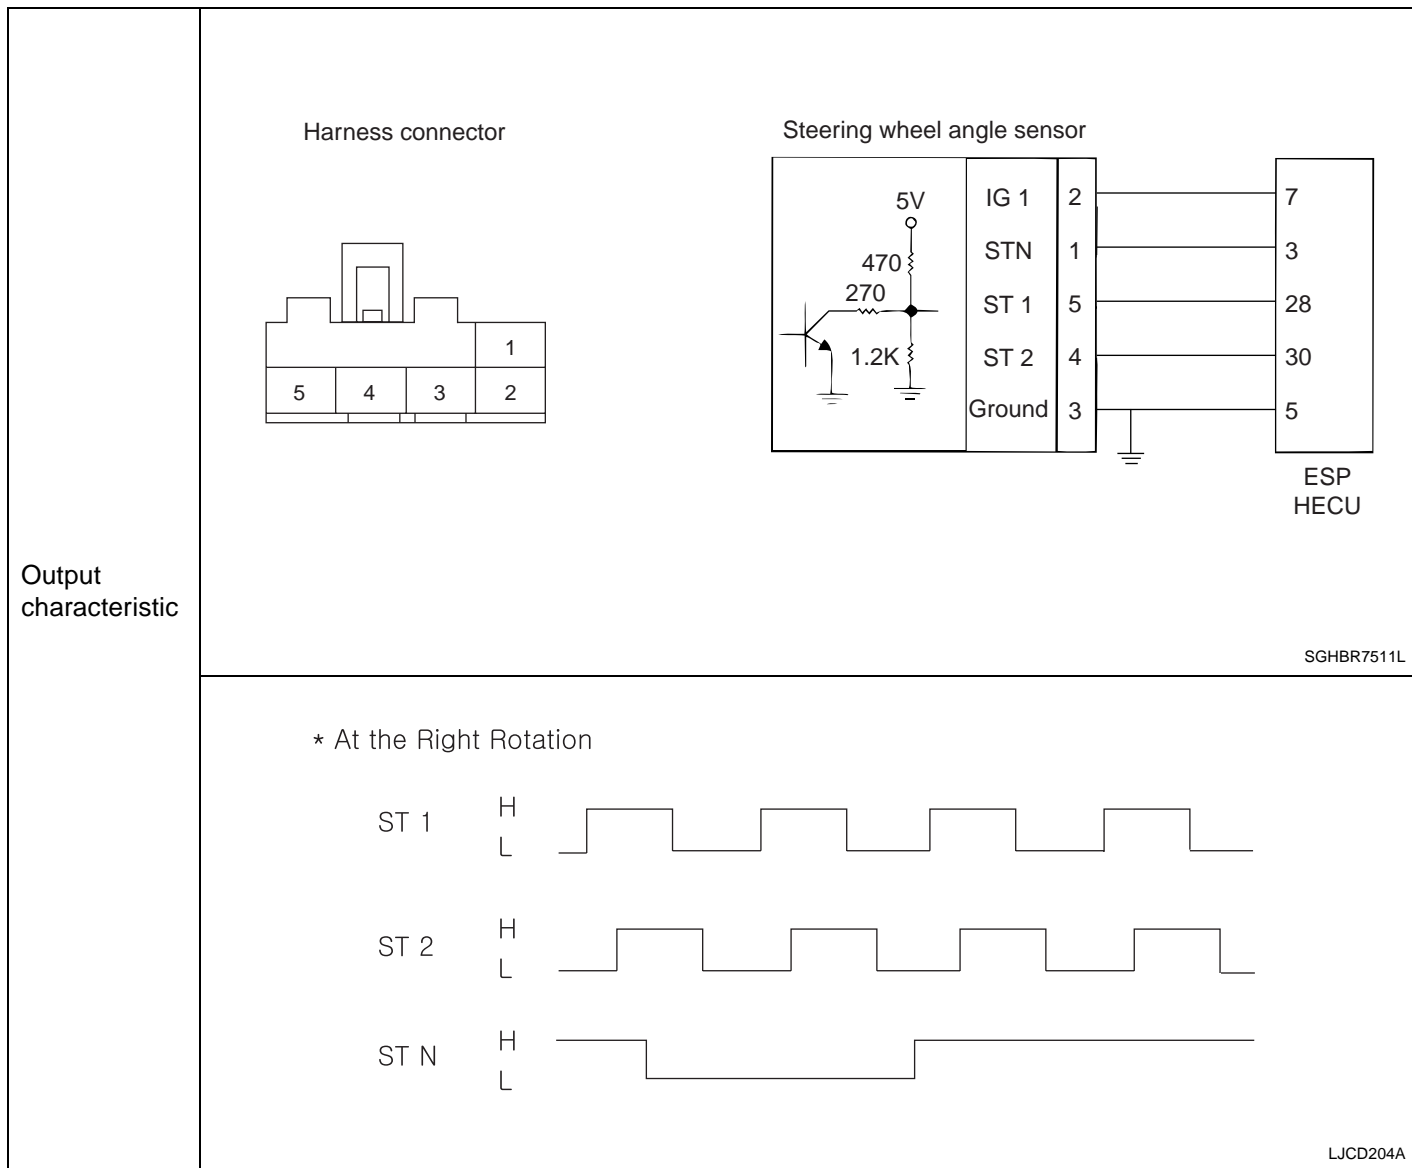 Output
characteristic
Harness connector
1
5 4 3 2
Steering wheel angle sensor
5V
470
270
1.2K
IG 1 2 7
STN 1 3
ST 1 5 28
ST 2 4 30
Ground 3 5
ESP
HECU
SGHBR7511L
* At the Right Rotation
ST 1 H
L
ST 2 H
L
ST N H
L
LJCD204A